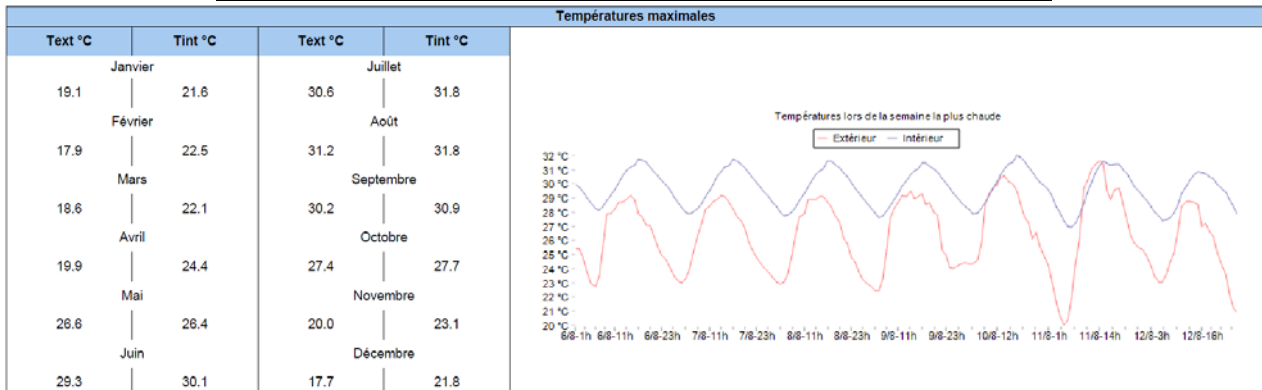 Températures maximales
Text °C Tint °C Text °C Tint °C
Janvier Juillet
19.1 21.6 30.6 31.8
Février Août
17.9 22.5 31.2 31.8
Mars Septembre
18.6 22.1 30.2 30.9
Avril Octobre
19.9 24.4 27.4 27.7
Mai Novembre
26.6 26.4 20.0 23.1
Juin Décembre
29.3 30.1 17.7 21.8
Températures lors de la semaine la plus chaude
Extérieur Intérieur
32 °C
31 °C
30 °C
29 °C
28 °C
27 °C
26 °C
25 °C
24 °C
23 °C
22 °C
21 °C
20 °C
6/8-1h 6/8-11h 6/8-23h 7/8-11h 7/8-23h 8/8-11h 8/8-23h 9/8-11h 9/8-23h 10/8-12h 11/8-1h 11/8-14h 12/8-3h 12/8-16h